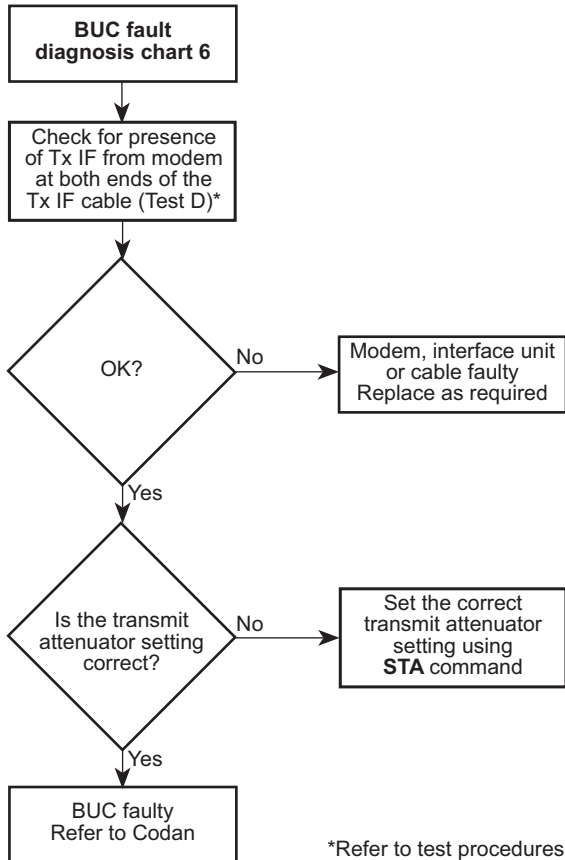 BUC fault
diagnosis chart 6
Check for presence
of Tx IF from modem
at both ends of the
Tx IF cable (Test D)*
OK?
No
Modem, interface unit
or cable faulty
Replace as required
Yes
Is the transmit
attenuator setting
correct?
No
Set the correct
transmit attenuator
setting using
STA command
Yes
BUC faulty
Refer to Codan
*Refer to test procedures